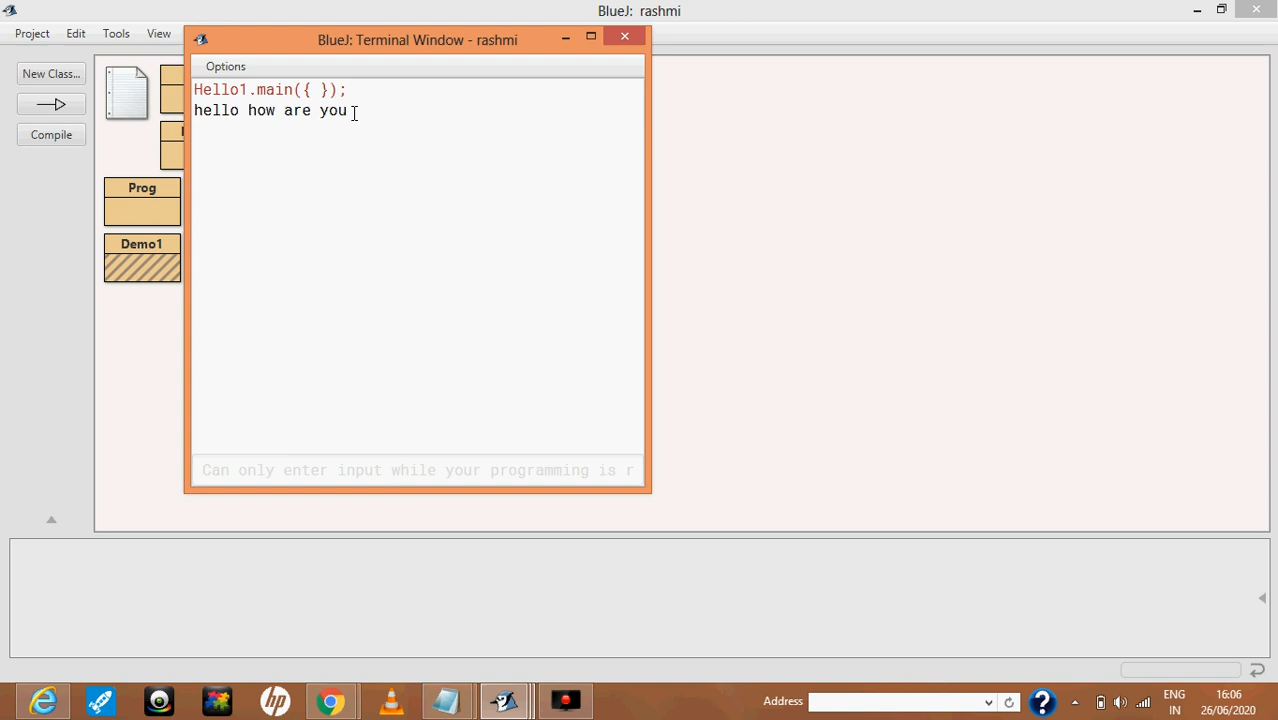 BlueJ: rashmi
Project Edit Tools View
BlueJ: Terminal Window - rashmi
Options
New Class...
Compile
Hello1.main({ });
hello how are you
Prog
Demo1
Can only enter input while your programming is r
hp
Address
ENG
IN
16:06
26/06/2020